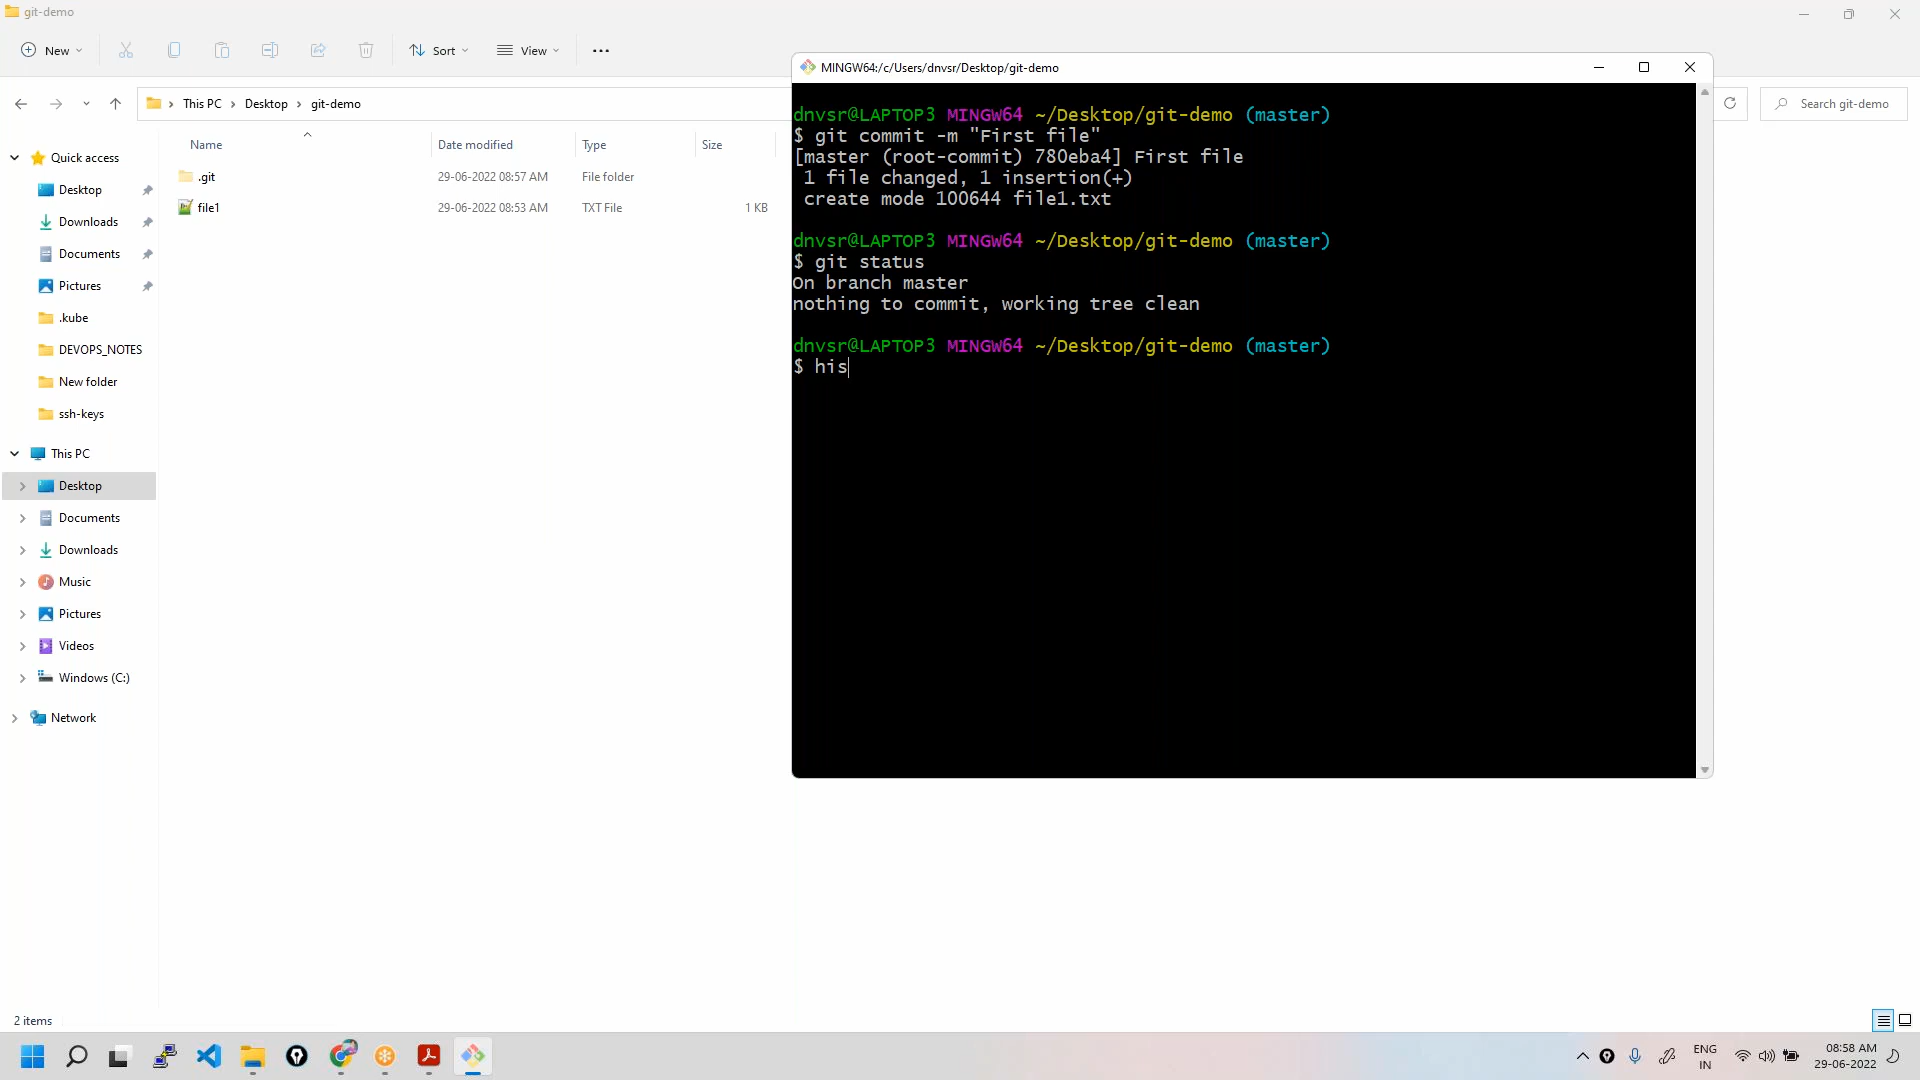 git-demo
New
Sort
View
This PC
Desktop
git-demo
Search git-demo
Name
Date modified
Type
Size
.git
29-06-2022 08:57 AM
File folder
file1
29-06-2022 08:53 AM
TXT File
1 KB
Quick access
Desktop
Downloads
Documents
Pictures
.kube
DEVOPS_NOTES
New folder
ssh-keys
This PC
Desktop
Documents
Downloads
Music
Pictures
Videos
Windows (C:)
Network
2 items
MINGW64:/c/Users/dnvsr/Desktop/git-demo
dnvsr@LAPTOP3 MINGW64 ~/Desktop/git-demo (master)
$ git commit -m "First file"
[master (root-commit) 780eba4] First file
1 file changed, 1 insertion(+)
create mode 100644 file1.txt
dnvsr@LAPTOP3 MINGW64 ~/Desktop/git-demo (master)
$ git status
On branch master
nothing to commit, working tree clean
dnvsr@LAPTOP3 MINGW64 ~/Desktop/git-demo (master)
$ his
ENG
IN
08:58 AM
29-06-2022